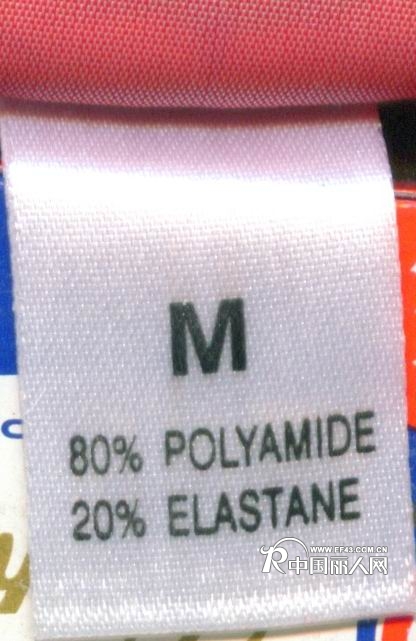 M
80% POLYAMIDE
20% ELASTANE
WWW.EF43.COM.CN
中国丽人网